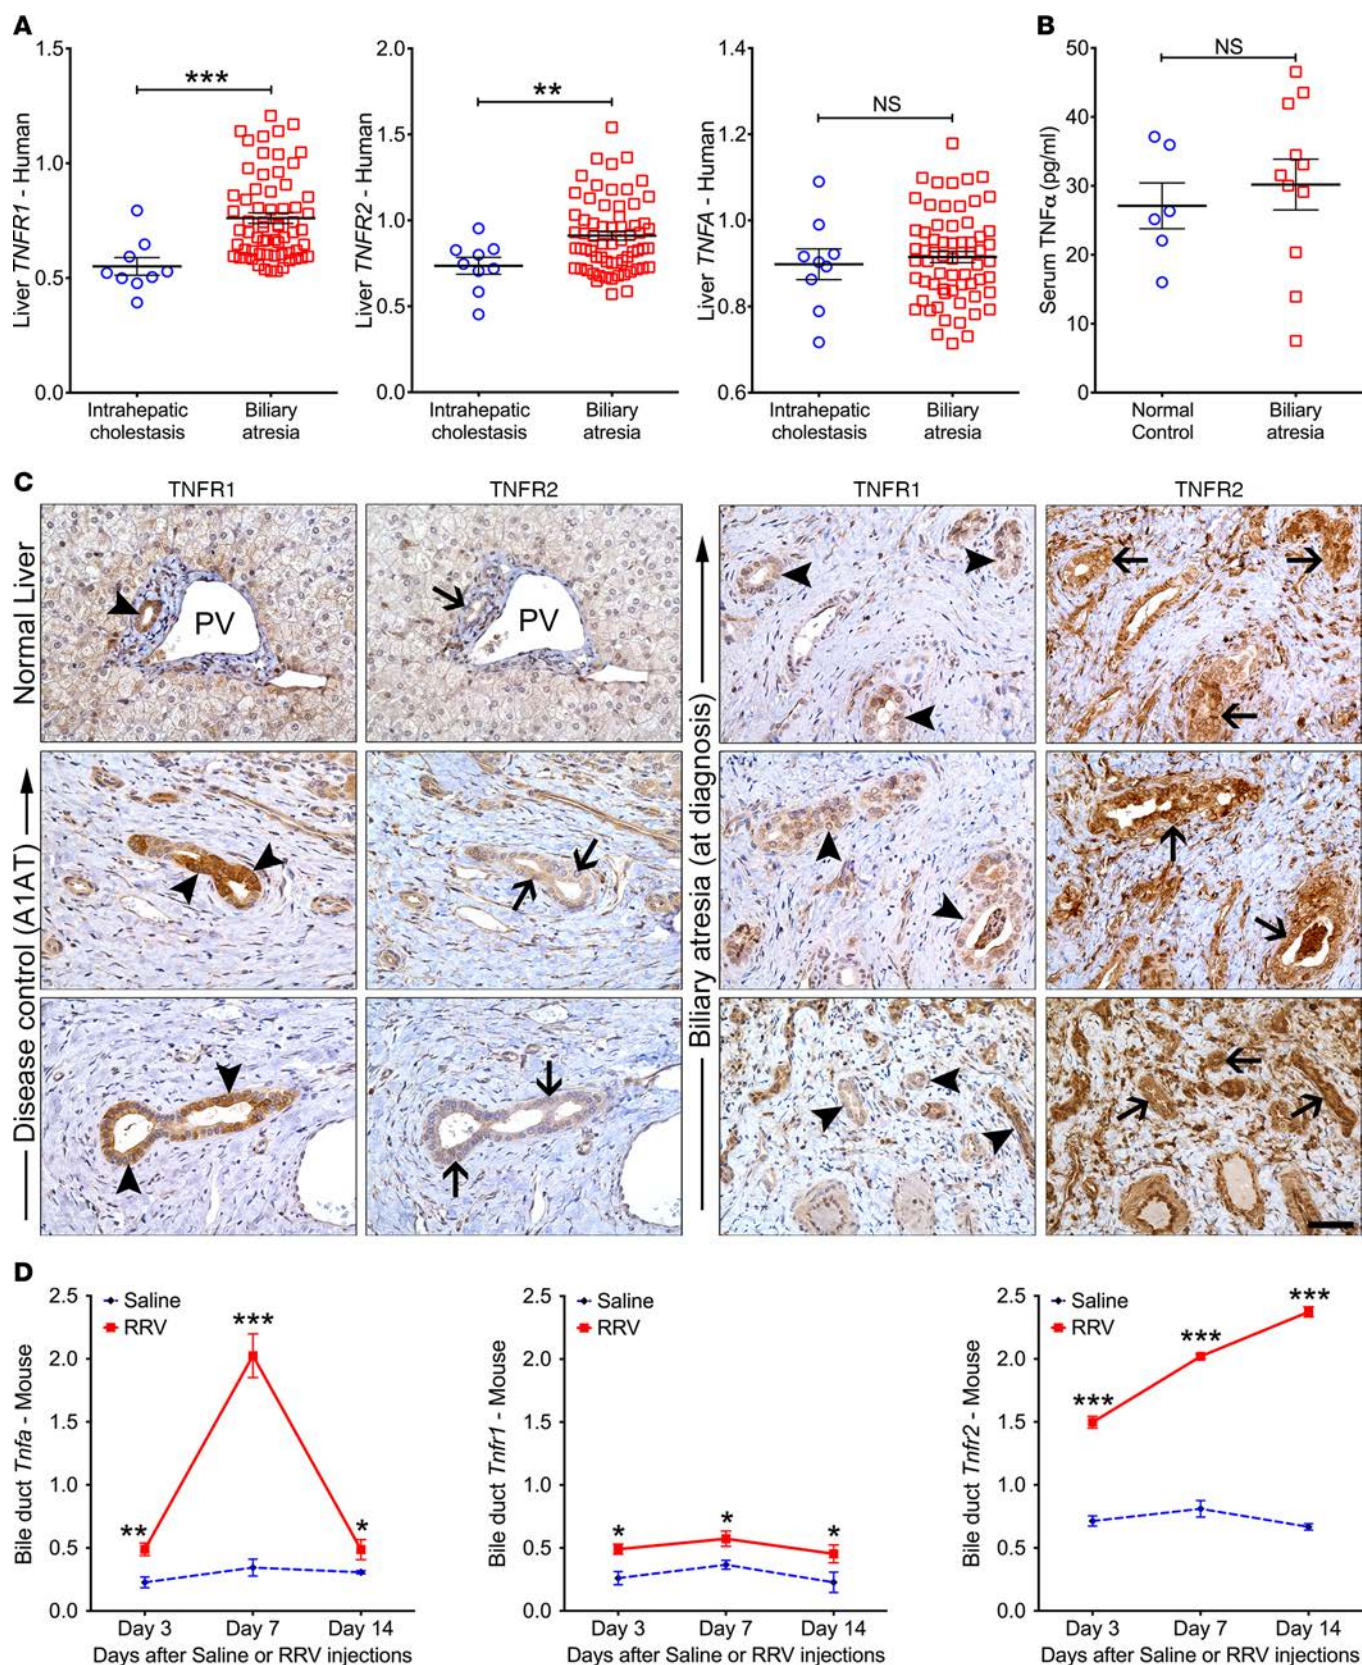 A
B
1.5
1.0
0.5
0.0
Liver TNFR1 - Human
***
Intrahepatic
cholestasis
Biliary
atresia
2.0
1.5
1.0
0.5
0.0
Liver TNFR2 - Human
**
Intrahepatic
cholestasis
Biliary
atresia
1.4
1.2
1.0
0.8
0.6
Liver TNFA - Human
NS
Intrahepatic
cholestasis
Biliary
atresia
50
40
30
20
10
0
Serum TNFα (pg/ml)
NS
Normal
Control
Biliary
atresia
C
TNFR1
TNFR2
TNFR1
TNFR2
Normal Liver
PV
PV
Disease control (A1AT)
Biliary atresia (at diagnosis)
D
2.5
2.0
1.5
1.0
0.5
0.0
Bile duct Tnfa - Mouse
Saline
RRV
**
***
*
Day 3
Day 7
Day 14
Days after Saline or RRV injections
2.5
2.0
1.5
1.0
0.5
0.0
Bile duct Tnfr1 - Mouse
Saline
RRV
*
*
*
Day 3
Day 7
Day 14
Days after Saline or RRV injections
2.5
2.0
1.5
1.0
0.5
0.0
Bile duct Tnfr2 - Mouse
Saline
RRV
***
***
***
Day 3
Day 7
Day 14
Days after Saline or RRV injections